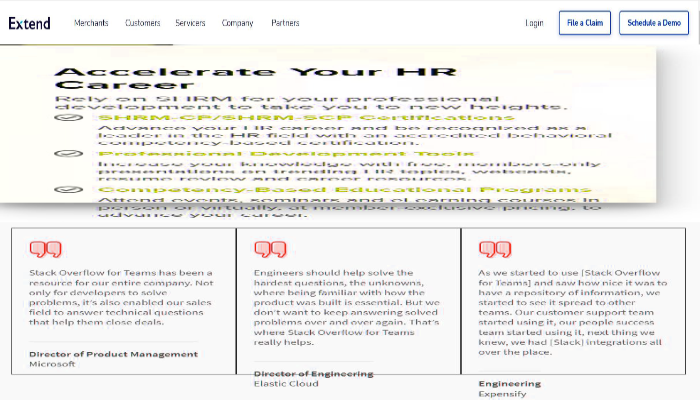 Extend Merchants Customers Servicers Company Partners Login File a Claim Schedule a Demo
Accelerate Your HR
Career
Rely on SHRM for your professional
development to take you to new heights.
SHRM-CP/SHRM-SCP Certifications
Advance your HR career and be recognized as a
leader in the HR field with an accredited behavioral
competency-based certification.
Professional Development Tools
Increase your knowledge with free, members-only
presentations on trending HR topics, webcasts,
resume review and career resources.
Competency-Based Educational Programs
Attend events, seminars and eLearning courses in
person or virtually, at member-exclusive pricing, to
advance your career.
Stack Overflow for Teams has been a
resource for our entire company. Not
only for developers to solve
problems, it's also enabled our sales
field to answer technical questions
that help them close deals.
Director of Product Management
Microsoft
Engineers should help solve the
hardest questions, the unknowns,
where being familiar with how the
product was built is essential. But we
don't want to keep answering solved
problems over and over again. That's
where Stack Overflow for Teams
really helps.
Director of Engineering
Elastic Cloud
As we started to use [Stack Overflow
for Teams] and saw how nice it was to
have a repository of information, we
started to see it spread to other
teams. Our customer support team
started using it, our people success
team started using it, next thing we
knew, we had [Slack] integrations all
over the place.
Engineering
Expensify